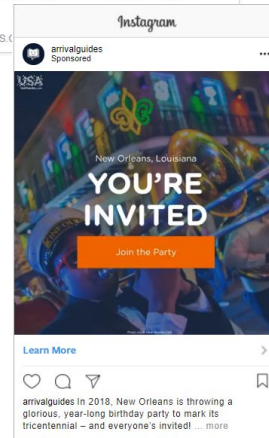 S.C
Instagram
arrivalguides
Sponsored
USA
New Orleans, Louisiana
YOU'RE
INVITED
Join the Party
Learn More
arrivalguides In 2018, New Orleans is throwing a
glorious, year-long birthday party to mark its
tricentennial – and everyone's invited! ... more